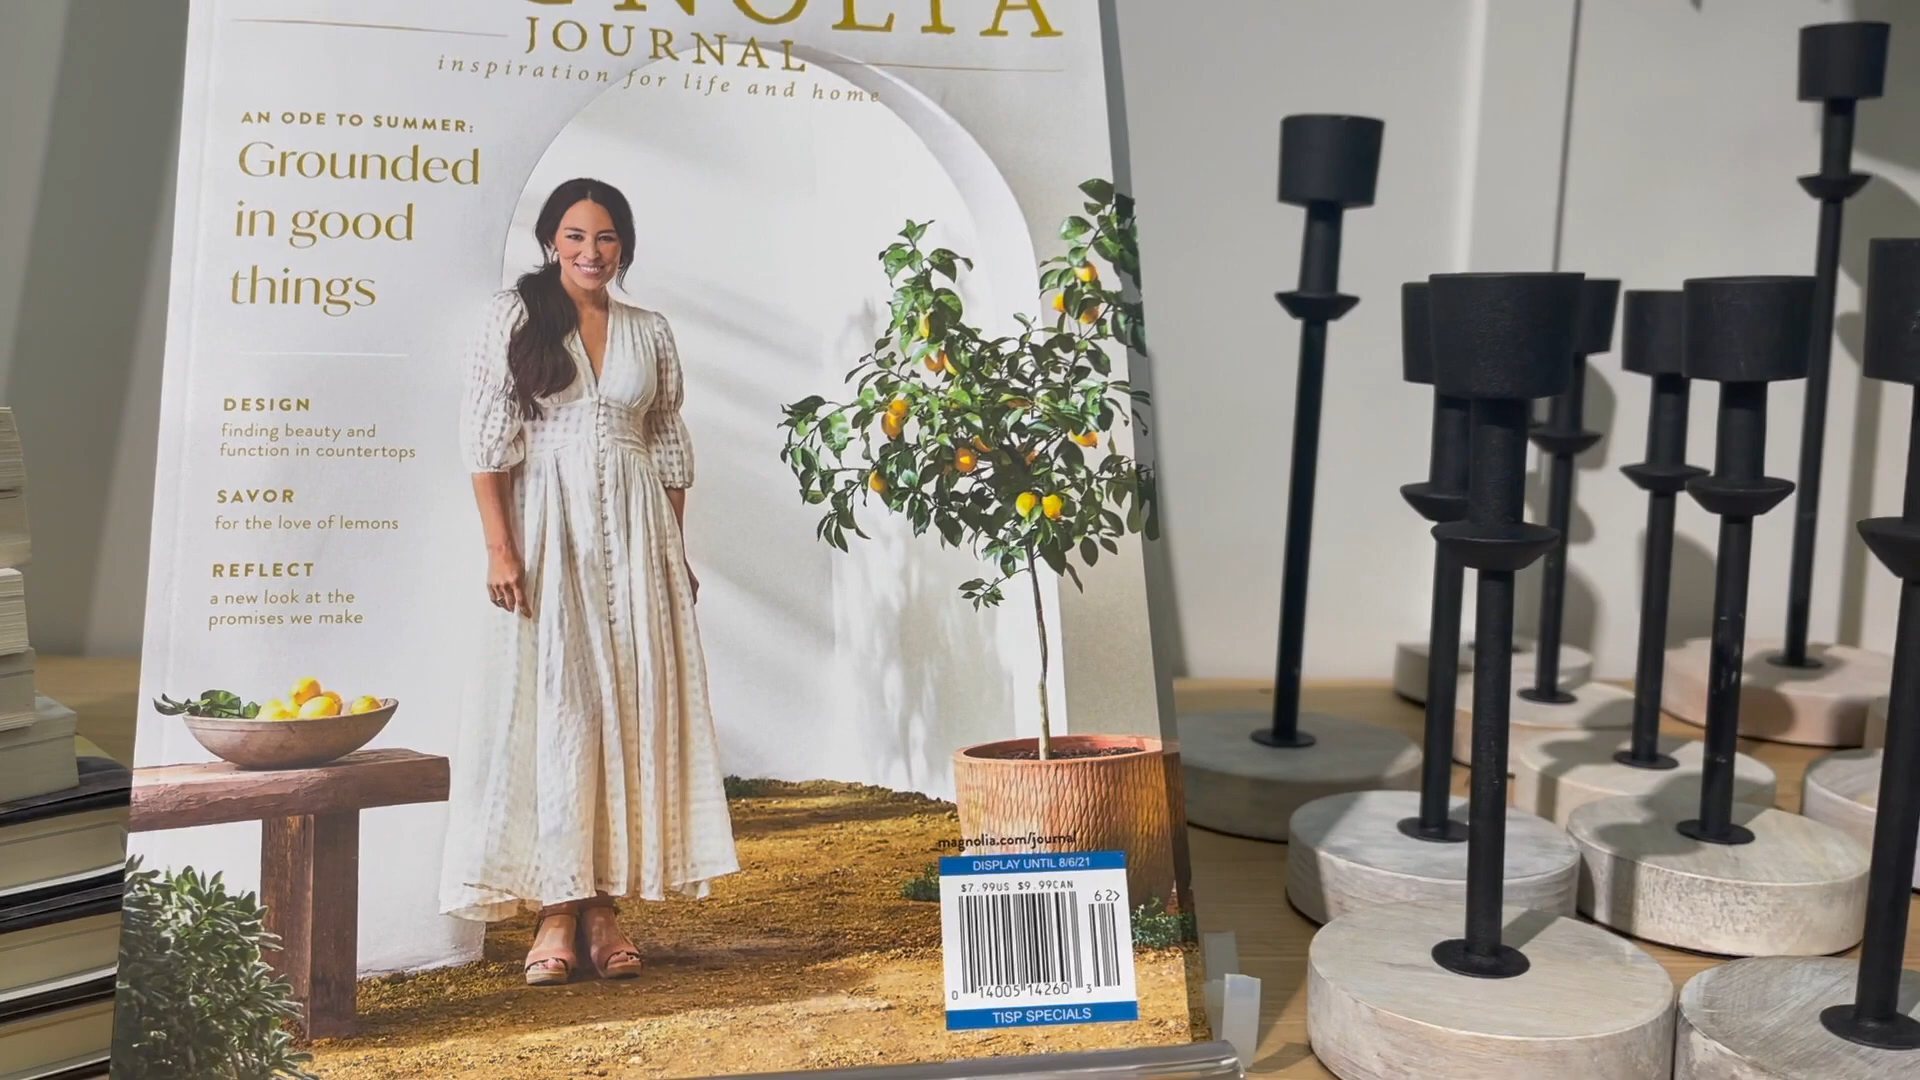 JOURNAL
inspiration for life and home
AN ODE TO SUMMER:
Grounded
in good
things
DESIGN
finding beauty and
function in countertops
SAVOR
for the love of lemons
REFLECT
a new look at the
promises we make
magnolia.com/journal
DISPLAY UNTIL 8/6/21
$7.99US $9.99CAN
62>
0 14005 14260 3
TISP SPECIALS